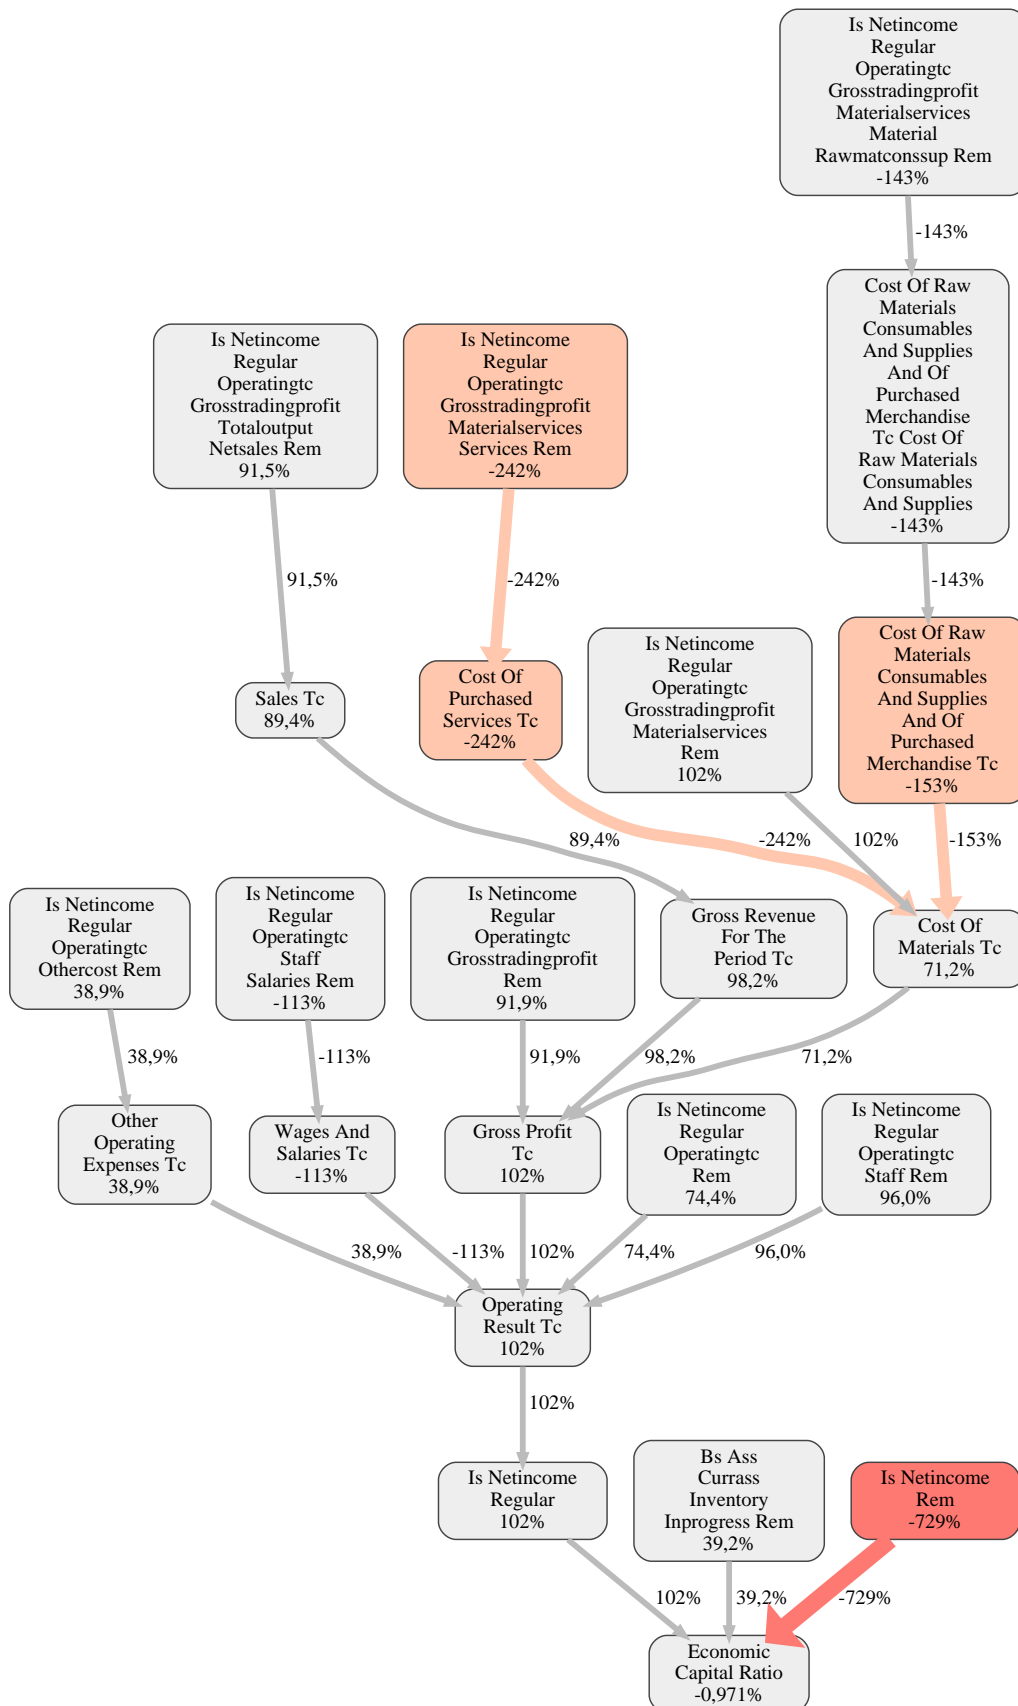 Is Netincome
Regular
Operatingtc
Grosstradingprofit
Materialservices
Material
Rawmatconssup Rem
-143%
-143%
Cost Of Raw
Materials
Consumables
And Supplies
And Of
Purchased
Merchandise
Tc Cost Of
Raw Materials
Consumables
And Supplies
-143%
Is Netincome
Regular
Operatingtc
Grosstradingprofit
Totaloutput
Netsales Rem
91,5%
Is Netincome
Regular
Operatingtc
Grosstradingprofit
Materialservices
Services Rem
-242%
91,5%
-242%
-143%
Sales Tc
89,4%
Cost Of
Purchased
Services Tc
-242%
Is Netincome
Regular
Operatingtc
Grosstradingprofit
Materialservices
Rem
102%
Cost Of Raw
Materials
Consumables
And Supplies
And Of
Purchased
Merchandise Tc
-153%
89,4%
-242%
102%
-153%
Is Netincome
Regular
Operatingtc
Othercost Rem
38,9%
Is Netincome
Regular
Operatingtc
Staff
Salaries Rem
-113%
Is Netincome
Regular
Operatingtc
Grosstradingprofit
Rem
91,9%
Gross Revenue
For The
Period Tc
98,2%
Cost Of
Materials Tc
71,2%
38,9%
-113%
91,9%
98,2%
71,2%
Other
Operating
Expenses Tc
38,9%
Wages And
Salaries Tc
-113%
Gross Profit
Tc
102%
Is Netincome
Regular
Operatingtc
Rem
74,4%
Is Netincome
Regular
Operatingtc
Staff Rem
96,0%
38,9%
-113%
102%
74,4%
96,0%
Operating
Result Tc
102%
102%
Is Netincome
Regular
102%
Bs Ass
Currass
Inventory
Inprogress Rem
39,2%
Is Netincome
Rem
-729%
102%
39,2%
-729%
Economic
Capital Ratio
-0,971%